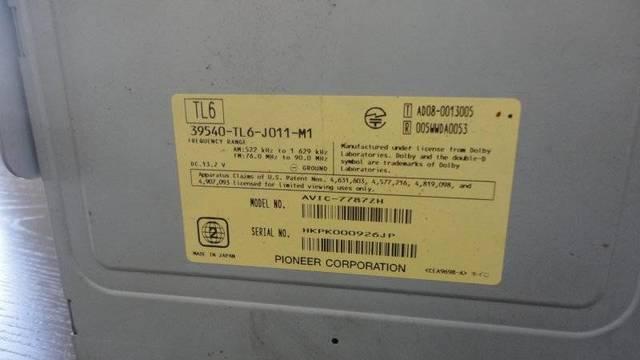 TL6
39540-TL6-J011-M1
FREQUENCY RANGE
AM:522 kHz to 1 629 kHz
FM:76.0 MHz to 90.0 MHz
DC:13.2 V ⊖ GROUND
T AD08-0013005
R 005WWDA0053
Manufactured under license from Dolby
Laboratories. Dolby and the double-D
symbol are trademarks of Dolby
Laboratories.
Apparatus Claims of U.S. Patent Nos. 4,631,603, 4,577,216, 4,819,098, and
4,907,093 licensed for limited viewing uses only.
MODEL NO. AVIC-7787ZH
SERIAL NO. HKPK000926JP
2
MADE IN JAPAN
PIONEER CORPORATION
<CEA9698-A>